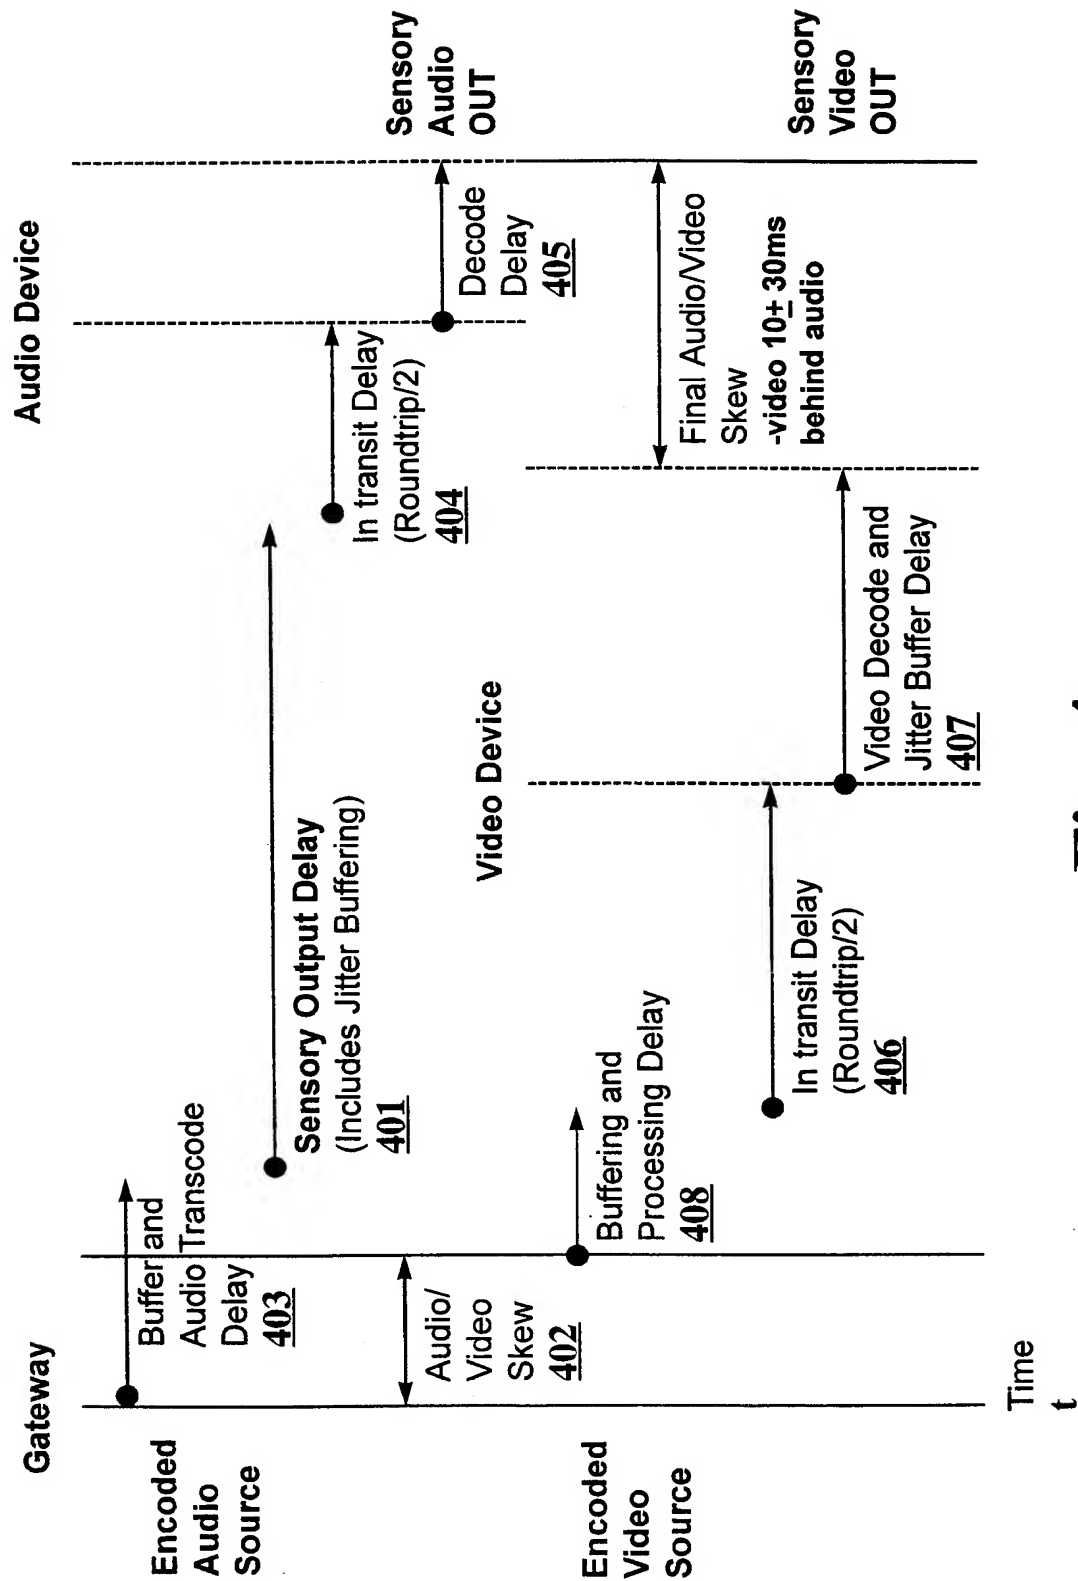 Gateway
Audio Device
Encoded
Audio
Source
Buffer and
Audio Transcode
Delay
403
Sensory Output Delay
(Includes Jitter Buffering)
401
In transit Delay
(Roundtrip/2)
404
Decode
Delay
405
Sensory
Audio
OUT
Audio/
Video
Skew
402
Video Device
Encoded
Video
Source
Buffering and
Processing Delay
408
In transit Delay
(Roundtrip/2)
406
Video Decode and
Jitter Buffer Delay
407
Final Audio/Video
Skew
-video 10± 30ms
behind audio
Sensory
Video
OUT
Time
t